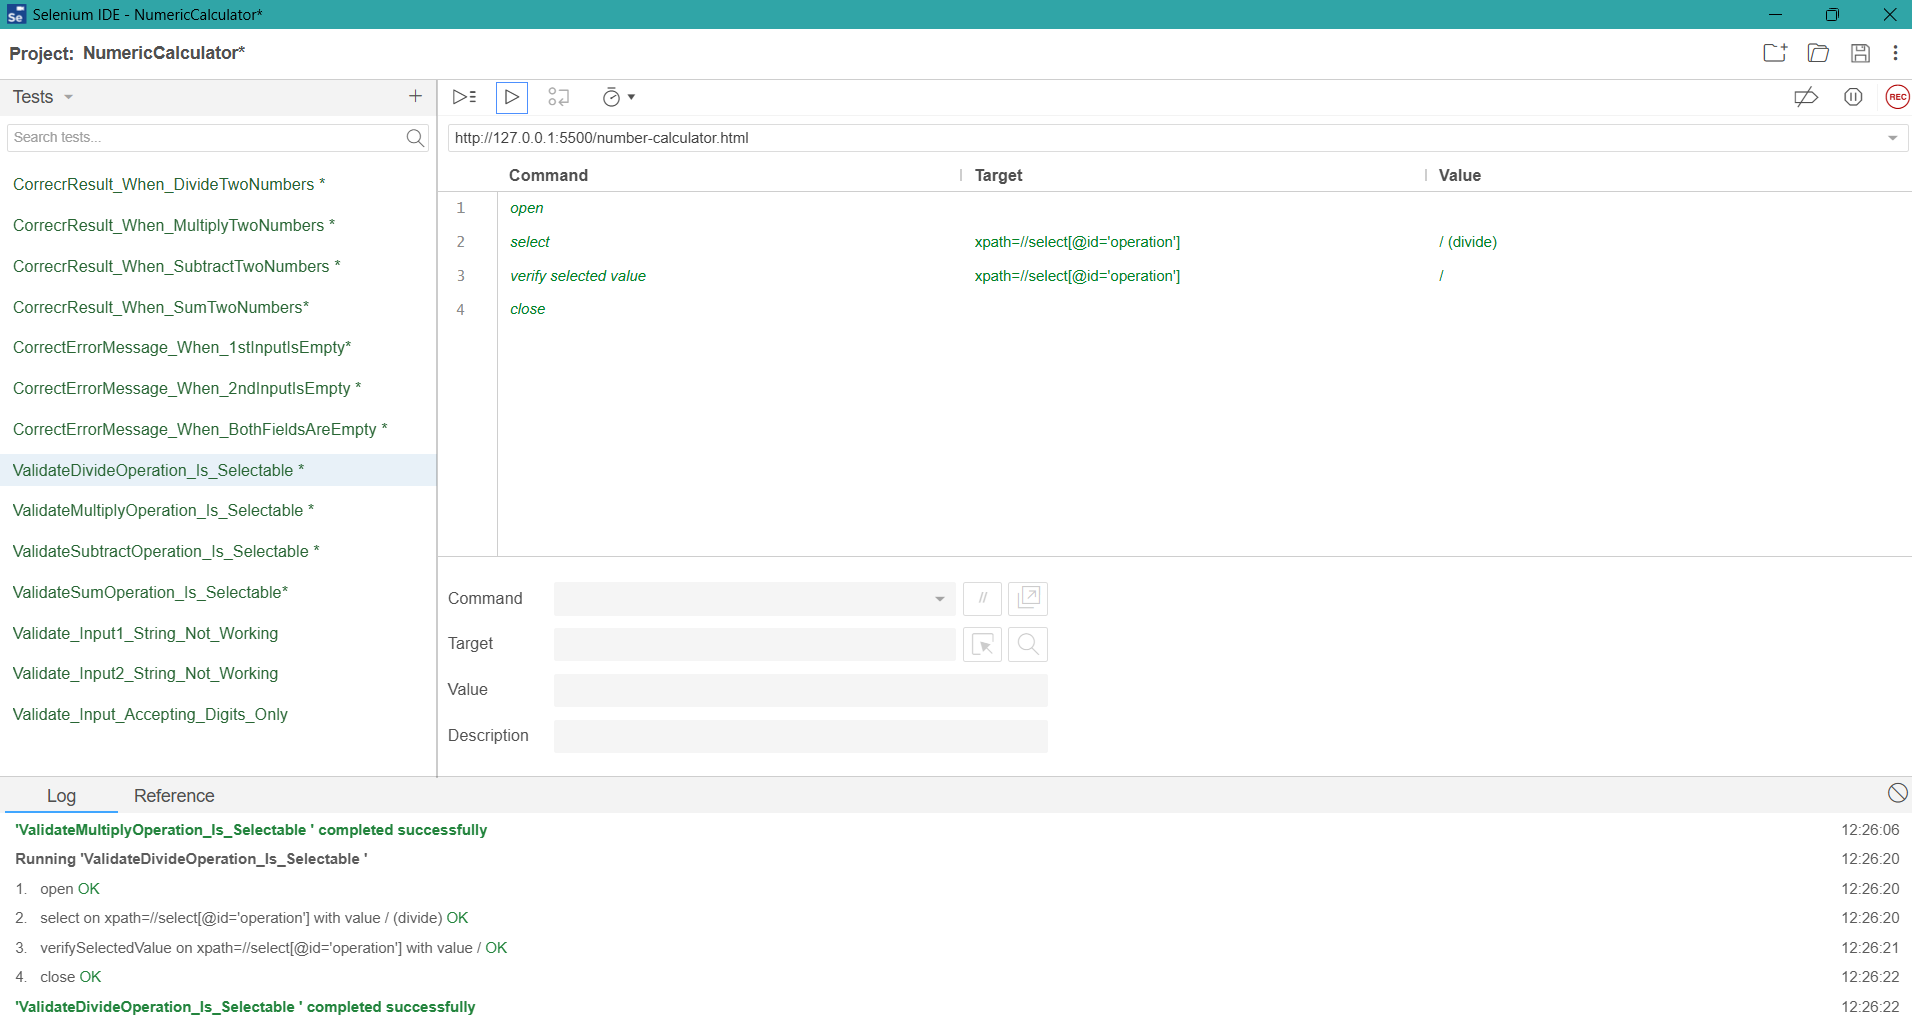 Selenium IDE - NumericCalculator*
Project: NumericCalculator*
Tests
Search tests...
CorrecrResult_When_DivideTwoNumbers *
CorrecrResult_When_MultiplyTwoNumbers *
CorrecrResult_When_SubtractTwoNumbers *
CorrecrResult_When_SumTwoNumbers*
CorrectErrorMessage_When_1stInputIsEmpty*
CorrectErrorMessage_When_2ndInputIsEmpty *
CorrectErrorMessage_When_BothFieldsAreEmpty *
ValidateDivideOperation_Is_Selectable *
ValidateMultiplyOperation_Is_Selectable *
ValidateSubtractOperation_Is_Selectable *
ValidateSumOperation_Is_Selectable*
Validate_Input1_String_Not_Working
Validate_Input2_String_Not_Working
Validate_Input_Accepting_Digits_Only
REC
http://127.0.0.1:5500/number-calculator.html
Command Target Value
1 open
2 select xpath=//select[@id='operation'] / (divide)
3 verify selected value xpath=//select[@id='operation'] /
4 close
Command //
Target
Value
Description
Log Reference
'ValidateMultiplyOperation_Is_Selectable ' completed successfully 12:26:06
Running 'ValidateDivideOperation_Is_Selectable ' 12:26:20
1. open OK 12:26:20
2. select on xpath=//select[@id='operation'] with value / (divide) OK 12:26:20
3. verifySelectedValue on xpath=//select[@id='operation'] with value / OK 12:26:21
4. close OK 12:26:22
'ValidateDivideOperation_Is_Selectable ' completed successfully 12:26:22